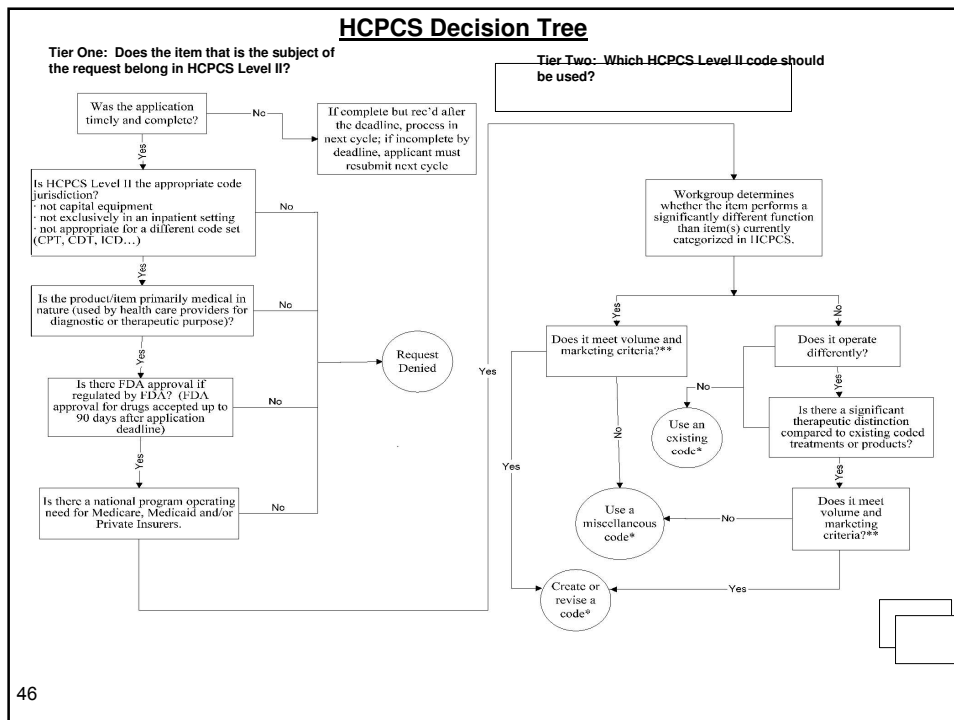 HCPCS Decision Tree
Tier One: Does the item that is the subject of
the request belong in HCPCS Level II?
Was the application
timely and complete?
No
If complete but rec'd after
the deadline, process in
next cycle; if incomplete by
deadline, applicant must
resubmit next cycle
Yes
Is HCPCS Level II the appropriate code
jurisdiction?
· not capital equipment
· not exclusively in an inpatient setting
· not appropriate for a different code set
(CPT, CDT, ICD…)
No
Yes
Is the product/item primarily medical in
nature (used by health care providers for
diagnostic or therapeutic purpose)?
No
Request
Denied
Yes
Is there FDA approval if
regulated by FDA? (FDA
approval for drugs accepted up to
90 days after application
deadline)
No
Yes
Is there a national program operating
need for Medicare, Medicaid and/or
Private Insurers.
No
Yes
Tier Two: Which HCPCS Level II code should
be used?
Workgroup determines
whether the item performs a
significantly different function
than item(s) currently
categorized in HCPCS.
Yes
No
Does it meet volume and
marketing criteria?**
Does it operate
differently?
No
Yes
Use an
existing
code*
Is there a significant
therapeutic distinction
compared to existing coded
treatments or products?
No
Yes
Yes
Use a
miscellaneous
code*
No
Does it meet
volume and
marketing
criteria?**
Create or
revise a
code*
Yes
46